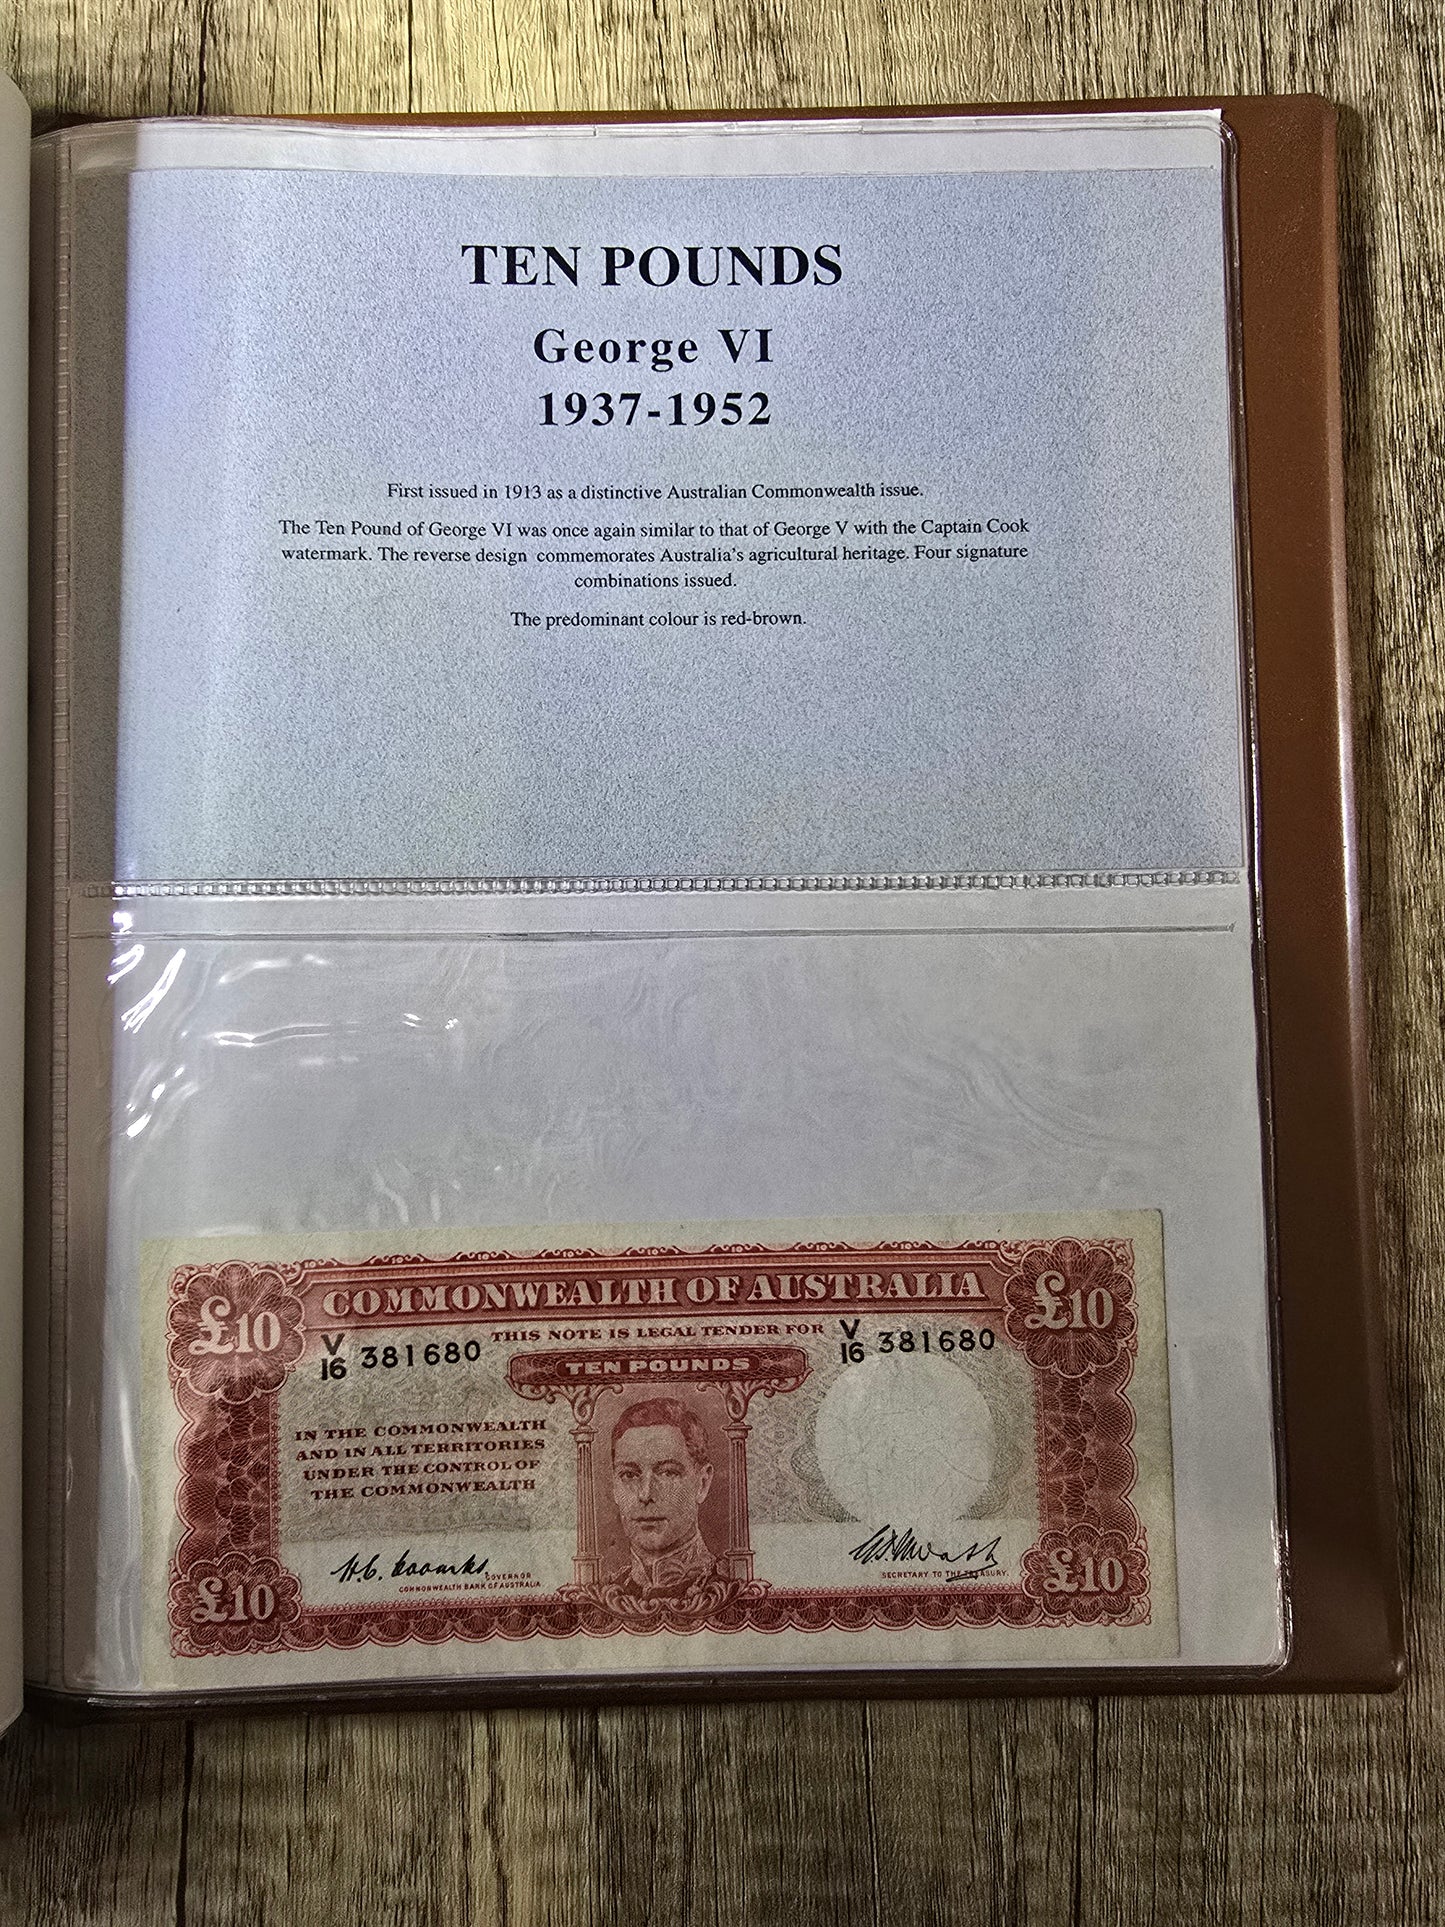 TEN POUNDS
George VI
1937-1952
First issued in 1913 as a distinctive Australian Commonwealth issue.
The Ten Pound of George VI was once again similar to that of George V with the Captain Cook
watermark. The reverse design commemorates Australia's agricultural heritage. Four signature
combinations issued.
The predominant colour is red-brown.
COMMONWEALTH OF AUSTRALIA
£10
£10
THIS NOTE IS LEGAL TENDER FOR
V
16 381680
V
16 381680
TEN POUNDS
IN THE COMMONWEALTH
AND IN ALL TERRITORIES
UNDER THE CONTROL OF
THE COMMONWEALTH
H.C. Coombs.
GOVERNOR
COMMONWEALTH BANK OF AUSTRALIA.
SECRETARY TO THE TREASURY.
£10
£10